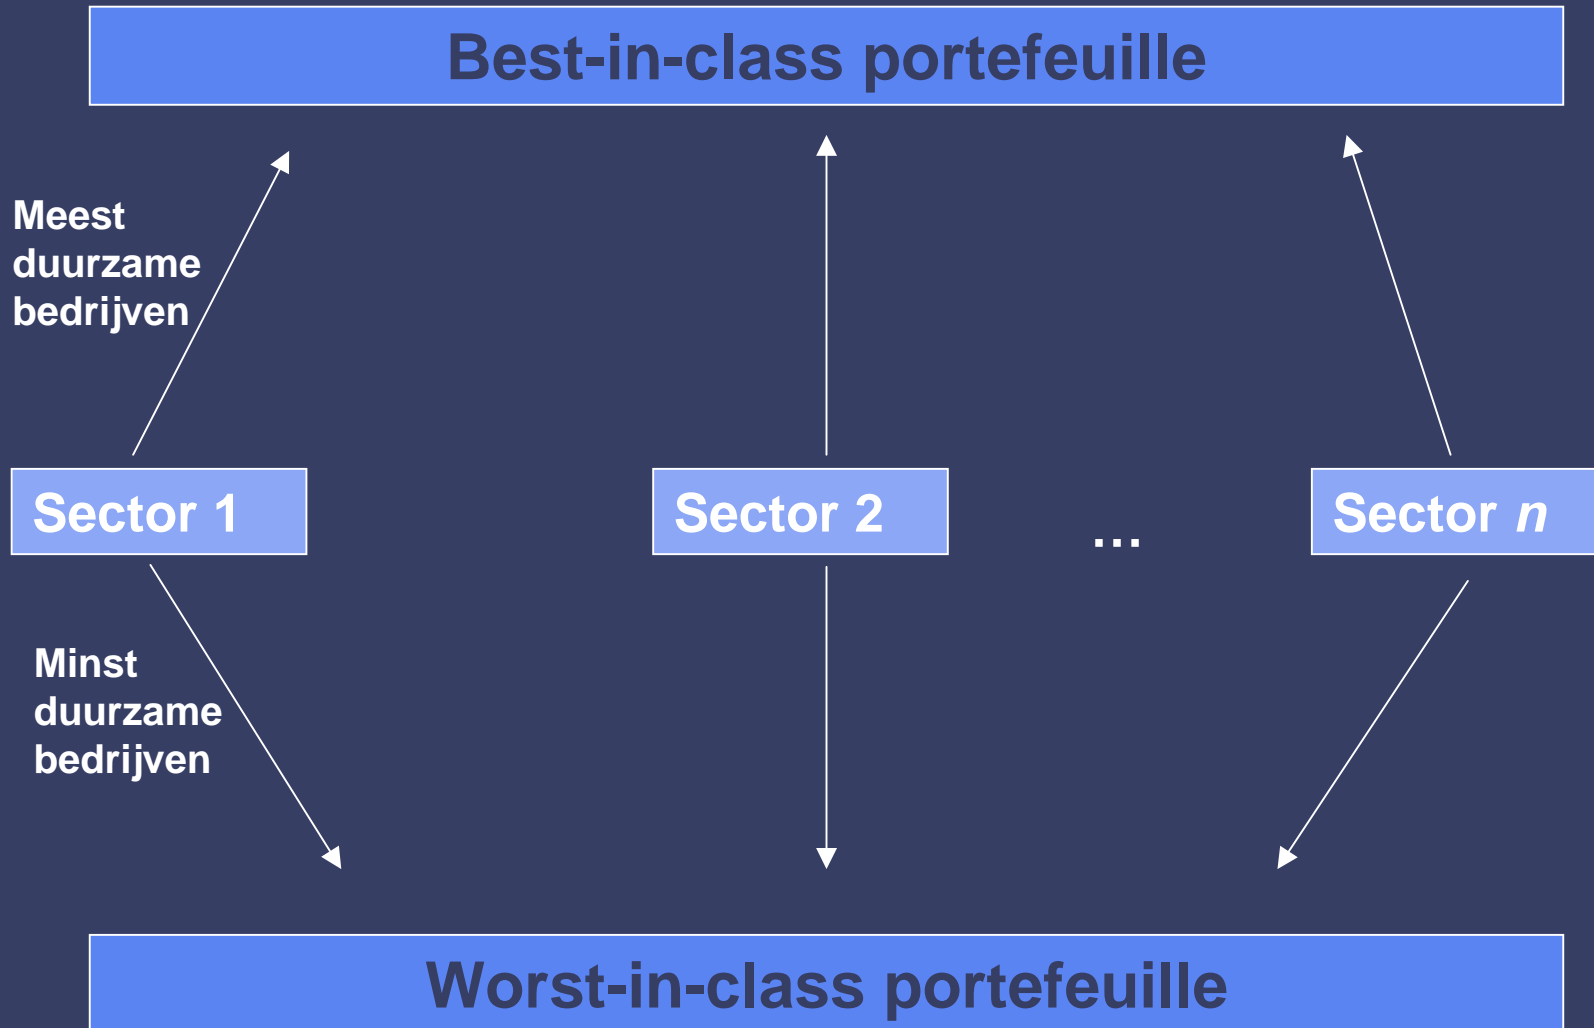 Best-in-class portefeuille
Meest
duurzame
bedrijven
Sector 1
Sector 2
...
Sector n
Minst
duurzame
bedrijven
Worst-in-class portefeuille